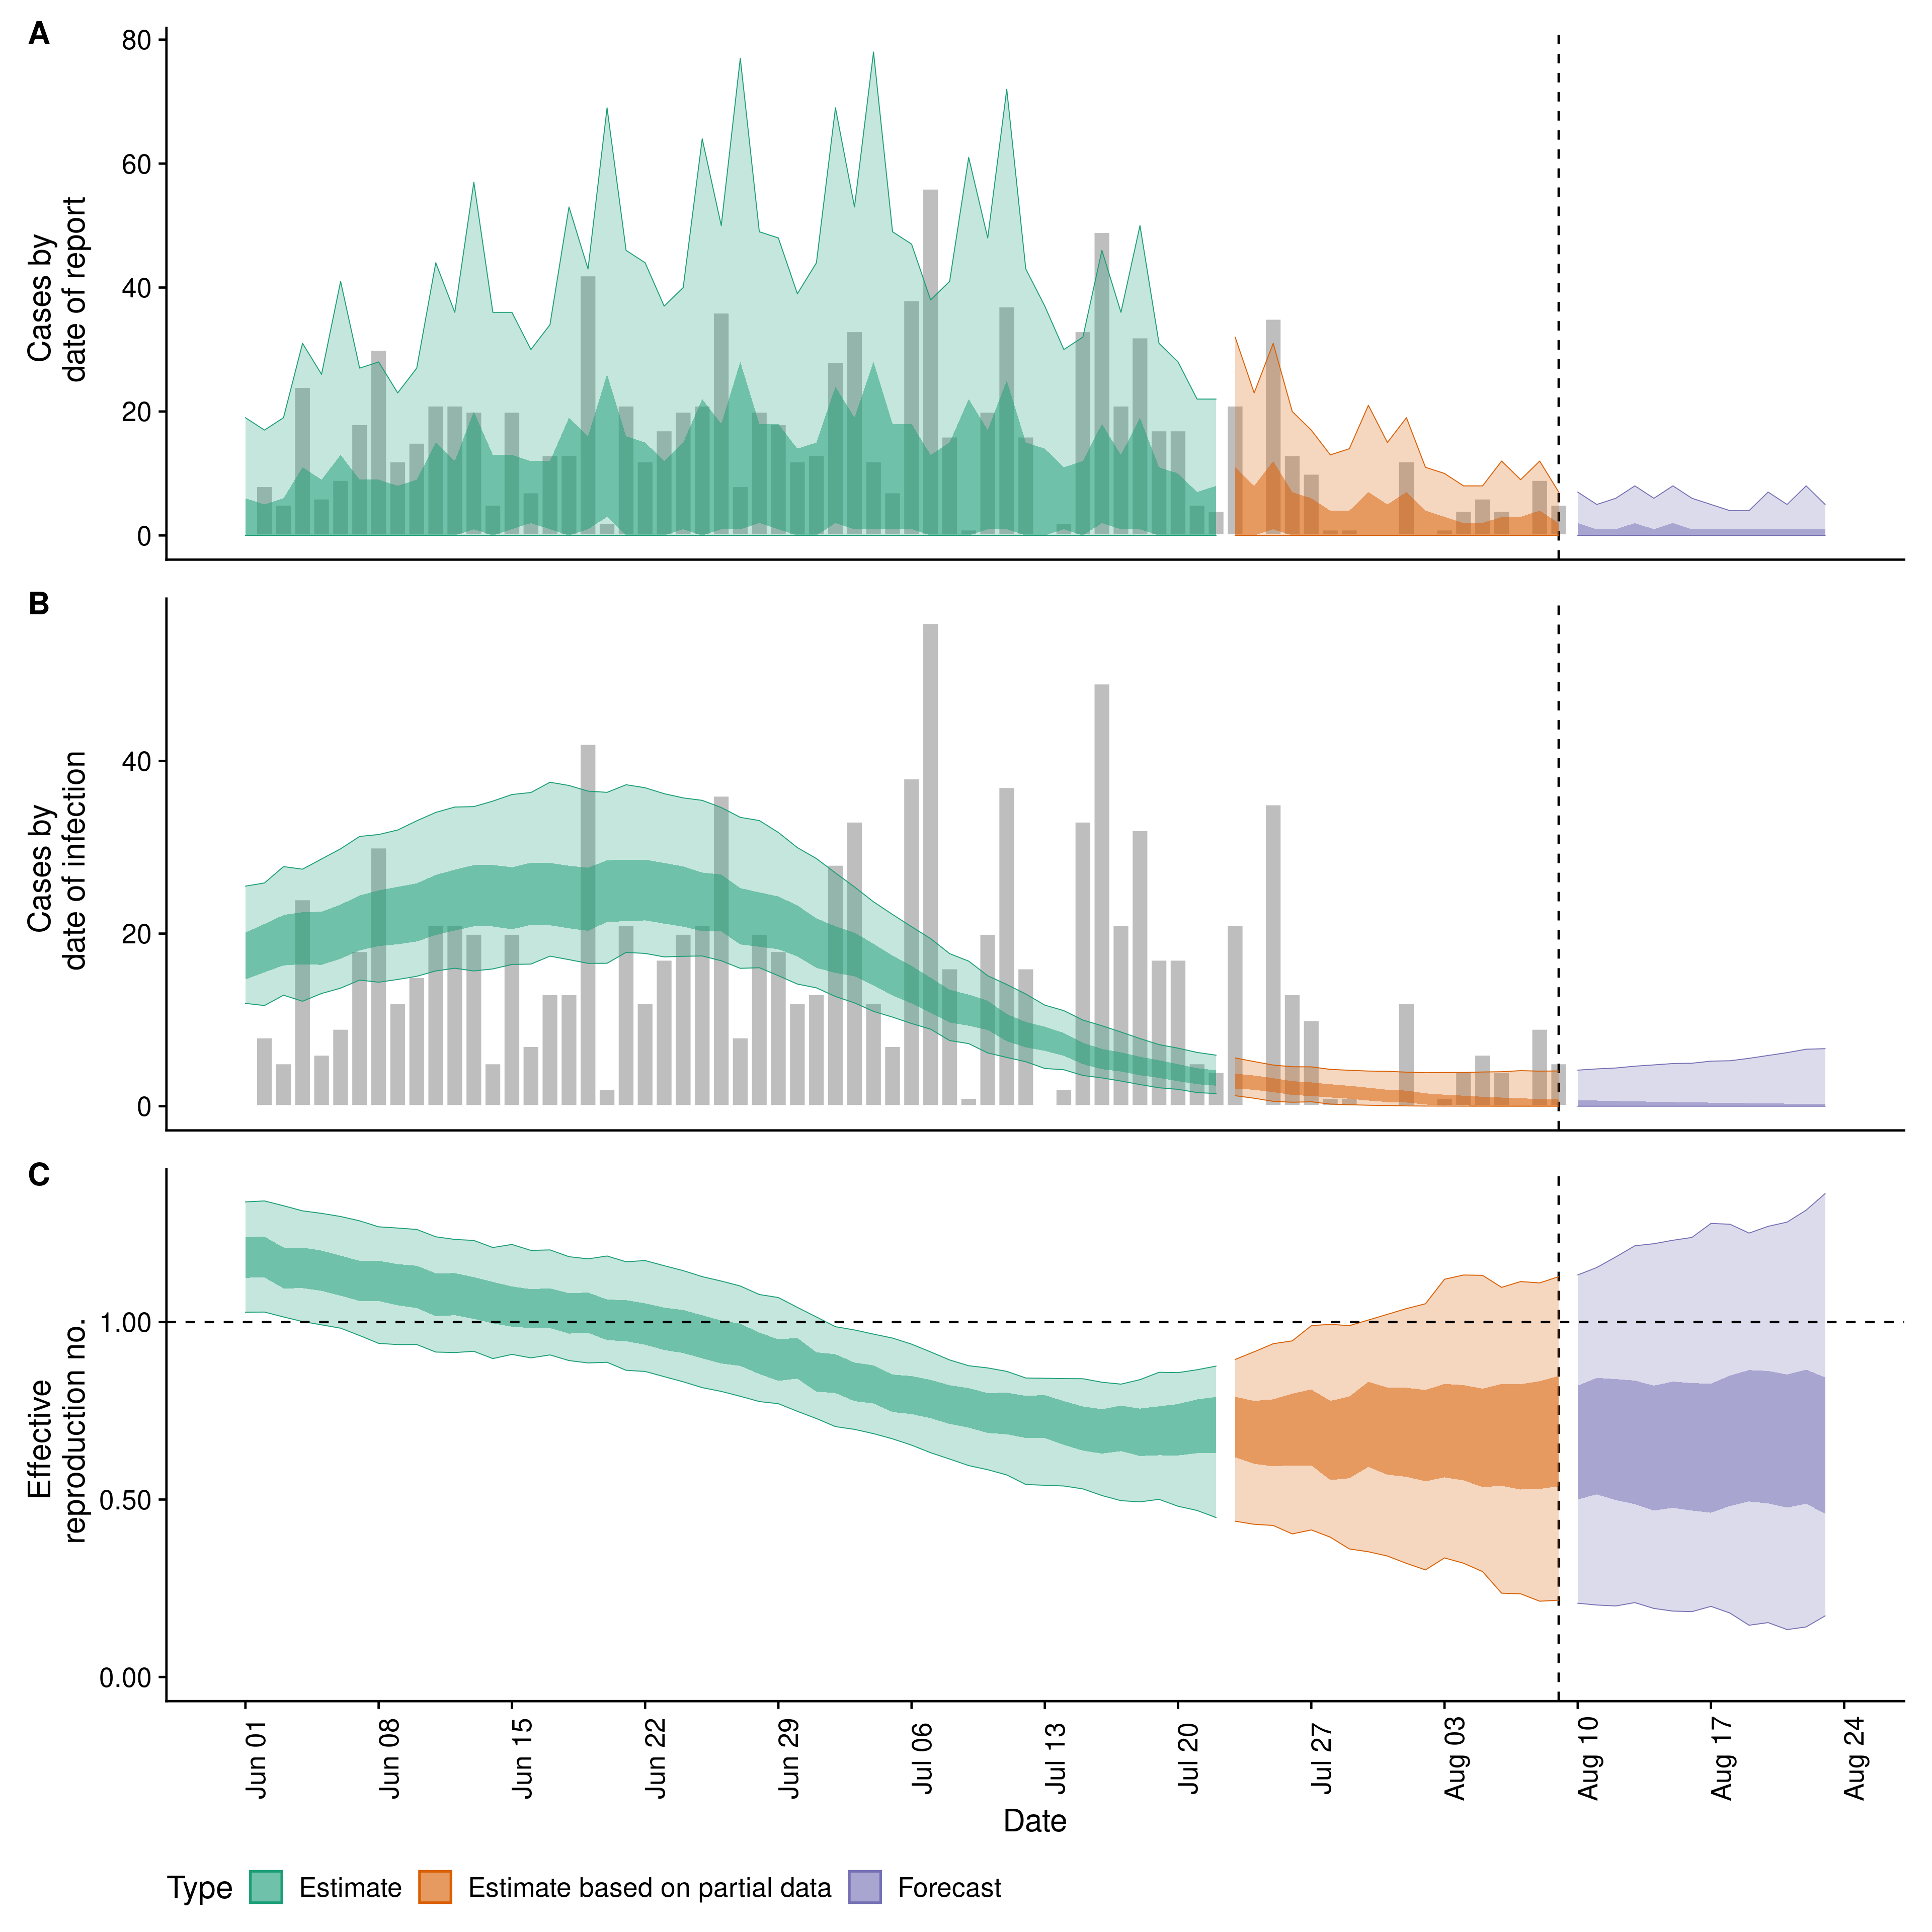 A
80
60
40
20
0
Cases by
date of report
B
40
20
0
Cases by
date of infection
C
1.00
0.50
0.00
Effective
reproduction no.
Jun 01
Jun 08
Jun 15
Jun 22
Jun 29
Jul 06
Jul 13
Jul 20
Jul 27
Aug 03
Aug 10
Aug 17
Aug 24
Date
Type Estimate Estimate based on partial data Forecast